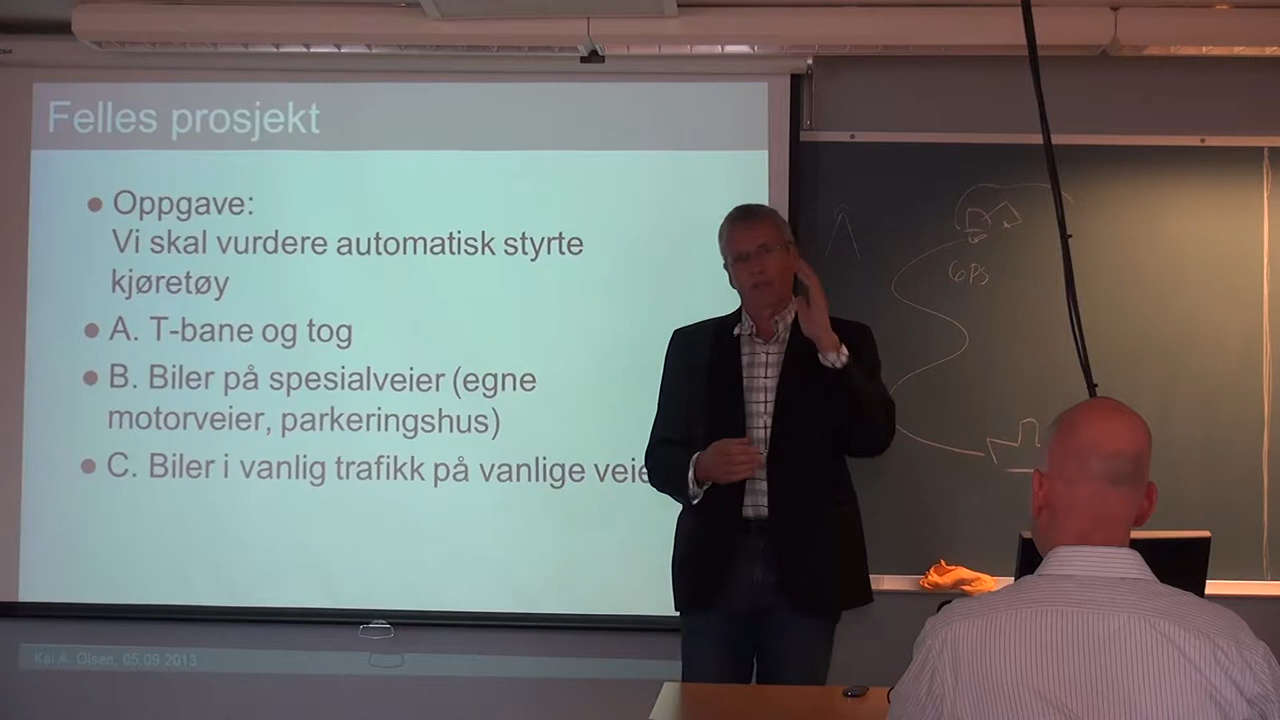 Felles prosjekt
Oppgave:
Vi skal vurdere automatisk styrte
kjøretøy
A. T-bane og tog
B. Biler på spesialveier (egne
motorveier, parkeringshus)
C. Biler i vanlig trafikk på vanlige veie
GPS
Kai A. Olsen, 05.09 2013